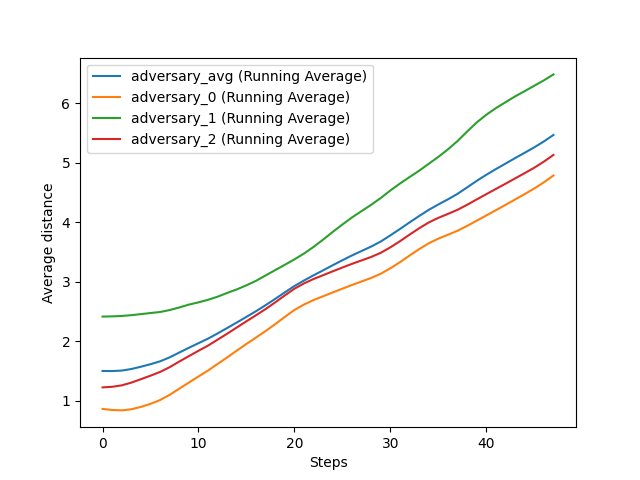 adversary_avg (Running Average)
adversary_0 (Running Average)
adversary_1 (Running Average)
adversary_2 (Running Average)
Average distance
6
5
4
3
2
1
0
10
20
30
40
Steps